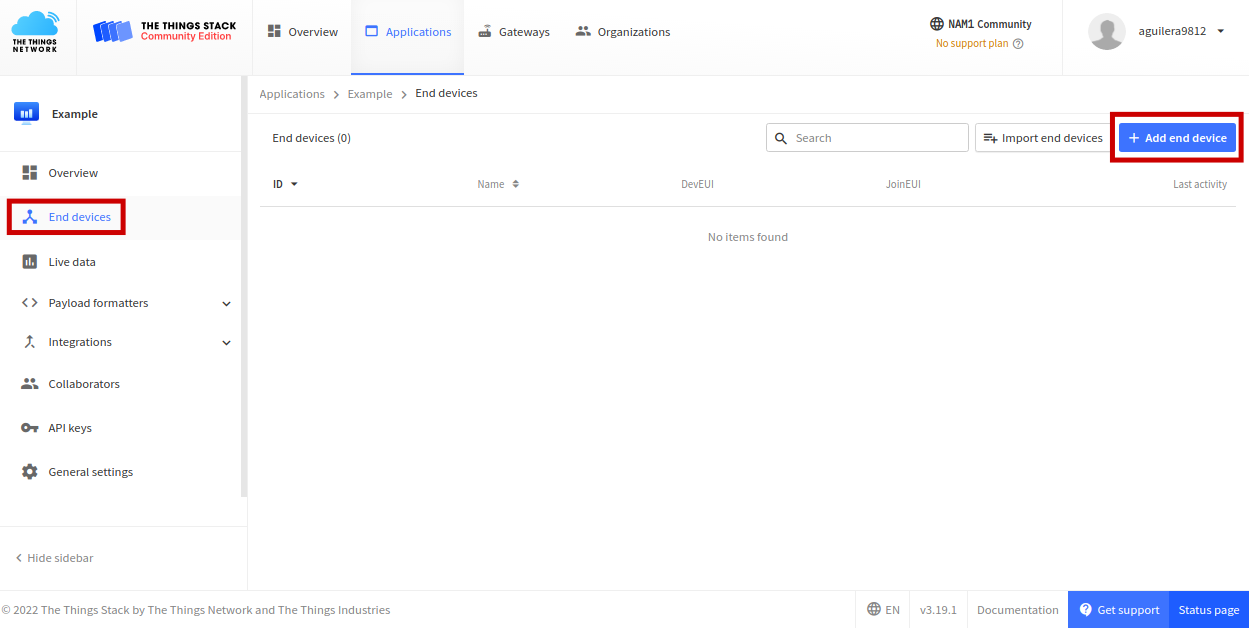 THE THINGS
NETWORK
THE THINGS STACK
Community Edition
Overview
Applications
Gateways
Organizations
NAM1 Community
No support plan
aguilera9812
Example
Overview
End devices
Live data
Payload formatters
Integrations
Collaborators
API keys
General settings
Hide sidebar
Applications > Example > End devices
End devices (0)
Search
Import end devices
+ Add end device
ID
Name
DevEUI
JoinEUI
Last activity
No items found
© 2022 The Things Stack by The Things Network and The Things Industries
EN
v3.19.1
Documentation
Get support
Status page